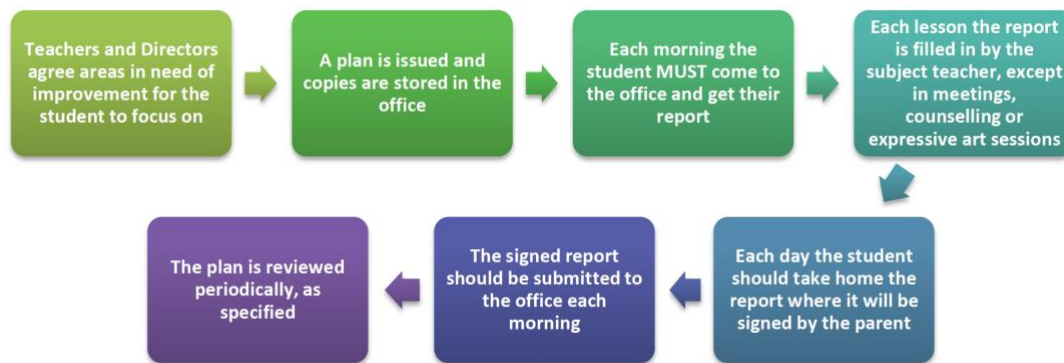 Teachers and Directors
agree areas in need of
improvement for the
student to focus on
A plan is issued and
copies are stored in the
office
Each morning the
student MUST come to
the office and get their
report
Each lesson the report
is filled in by the
subject teacher, except
in meetings,
counselling or
expressive art sessions
Each day the student
should take home the
report where it will be
signed by the parent
The signed report
should be submitted to
the office each
morning
The plan is reviewed
periodically, as
specified